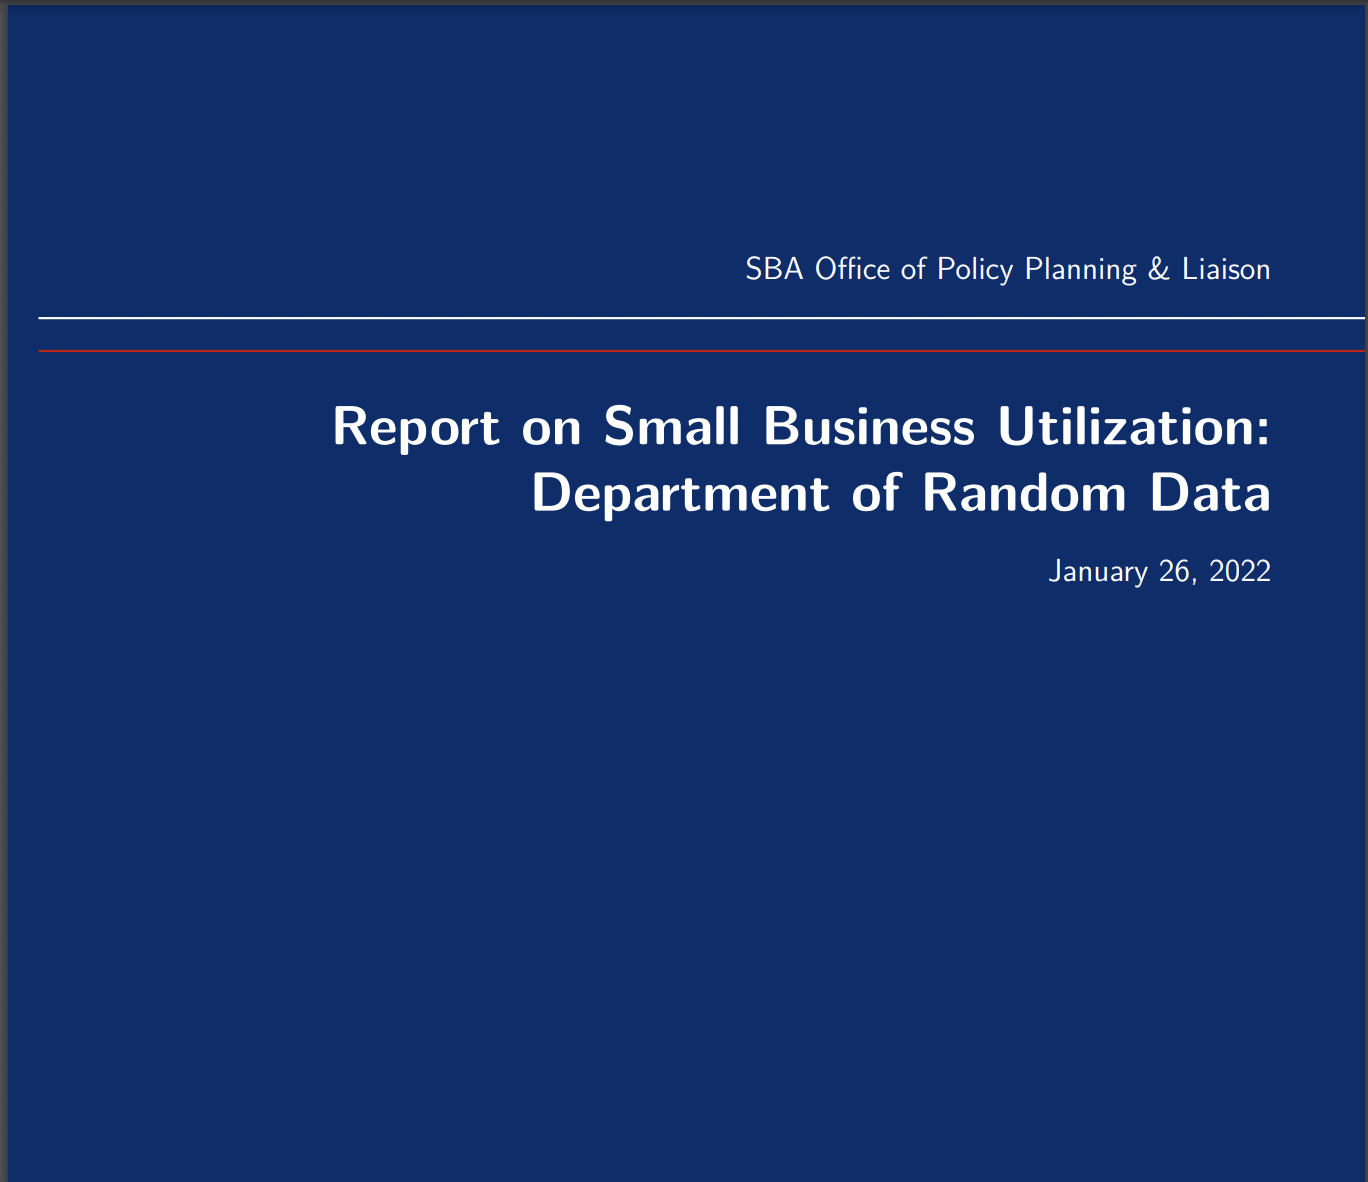 SBA Office of Policy Planning & Liaison
Report on Small Business Utilization:
Department of Random Data
January 26, 2022